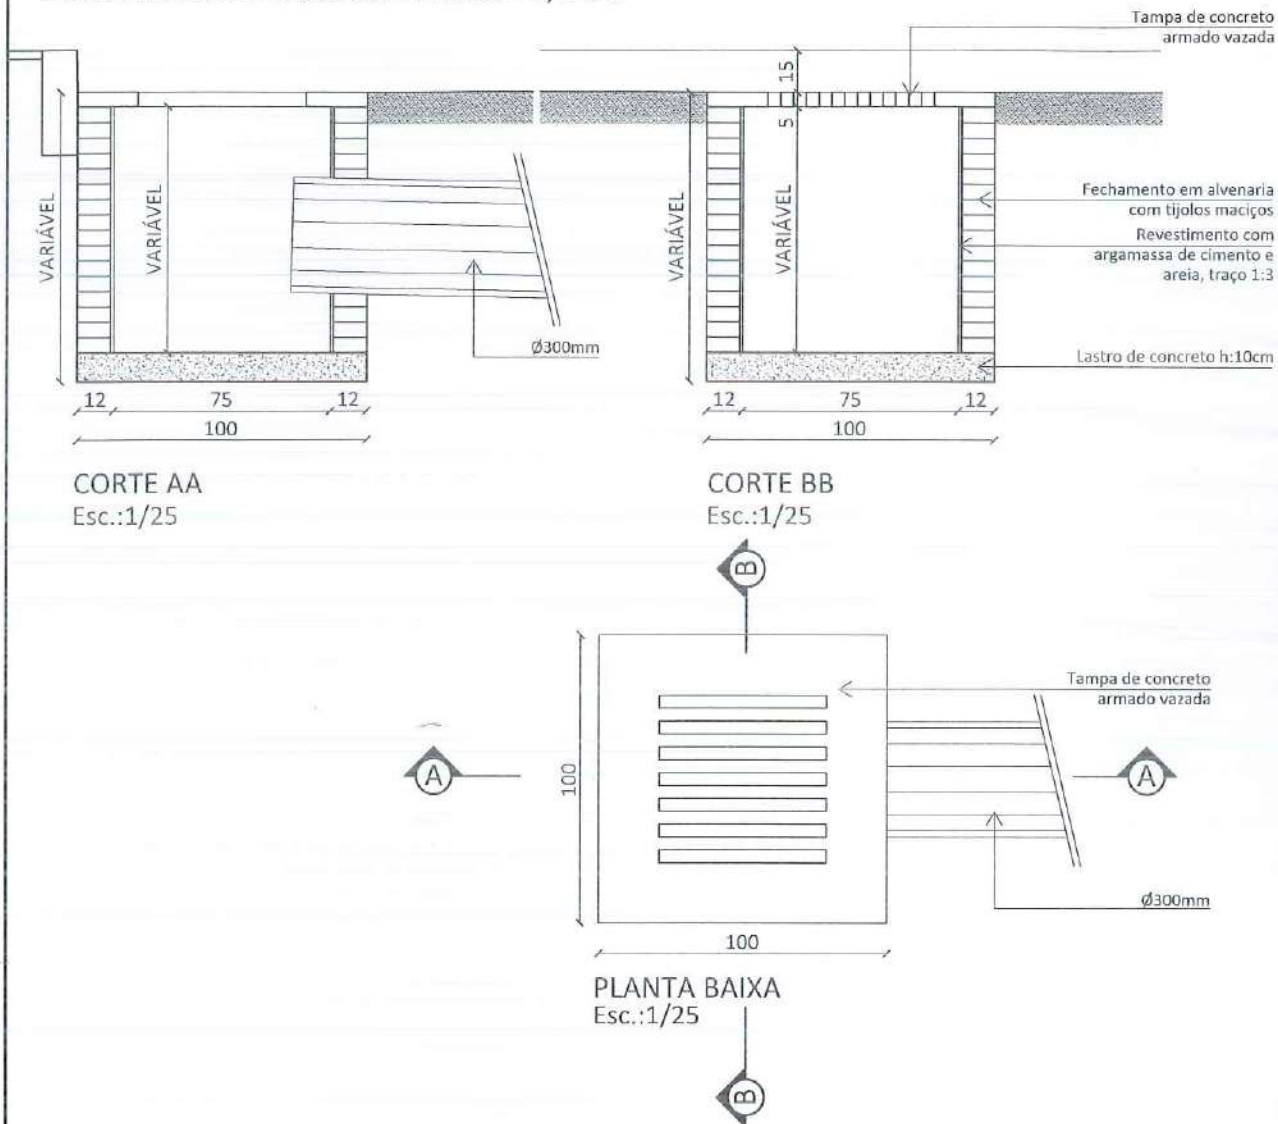 Tampa de concreto
armado vazada
15
5
VARIÁVEL
VARIÁVEL
VARIÁVEL
VARIÁVEL
Fechamento em alvenaria
com tijolos maciços
Revestimento com
argamassa de cimento e
areia, traço 1:3
Ø300mm
Lastro de concreto h:10cm
12 75 12
100
12 75 12
100
CORTE AA
Esc.:1/25
CORTE BB
Esc.:1/25
B
Tampa de concreto
armado vazada
A
100
A
Ø300mm
100
PLANTA BAIXA
Esc.:1/25
B